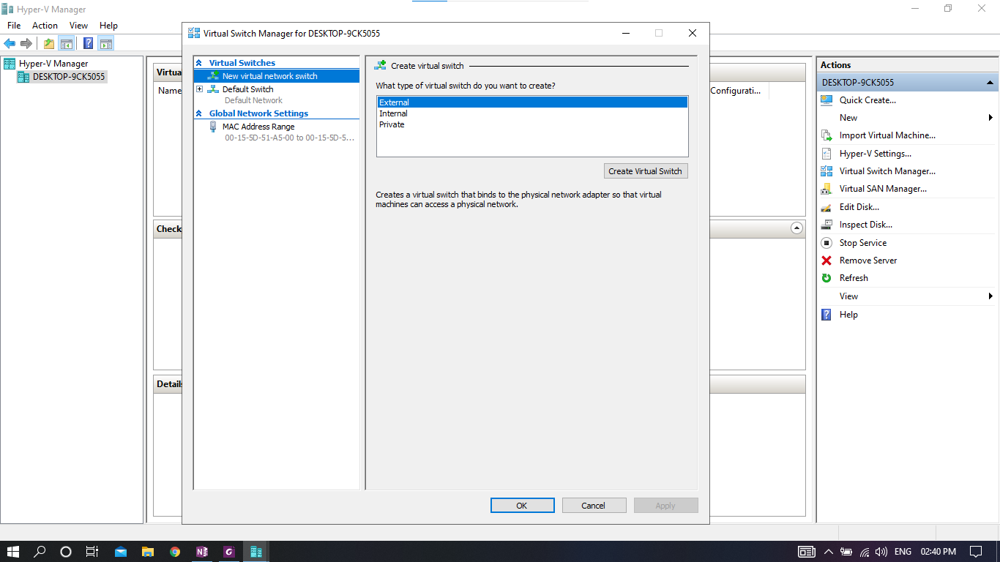 Hyper-V Manager
File Action View Help
Hyper-V Manager
DESKTOP-9CK5055
Name
Configurati...
Check
Virtual Switch Manager for DESKTOP-9CK5055
Virtual Switches
New virtual network switch
Default Switch
Default Network
Global Network Settings
MAC Address Range
00-15-5D-51-A5-00 to 00-15-5D-5...
Create virtual switch
What type of virtual switch do you want to create?
External
Internal
Private
Create Virtual Switch
Creates a virtual switch that binds to the physical network adapter so that virtual
machines can access a physical network.
OK Cancel Apply
Actions
DESKTOP-9CK5055
Quick Create...
New
Import Virtual Machine...
Hyper-V Settings...
Virtual Switch Manager...
Virtual SAN Manager...
Edit Disk...
Inspect Disk...
Stop Service
Remove Server
Refresh
View
Help
ENG 02:40 PM